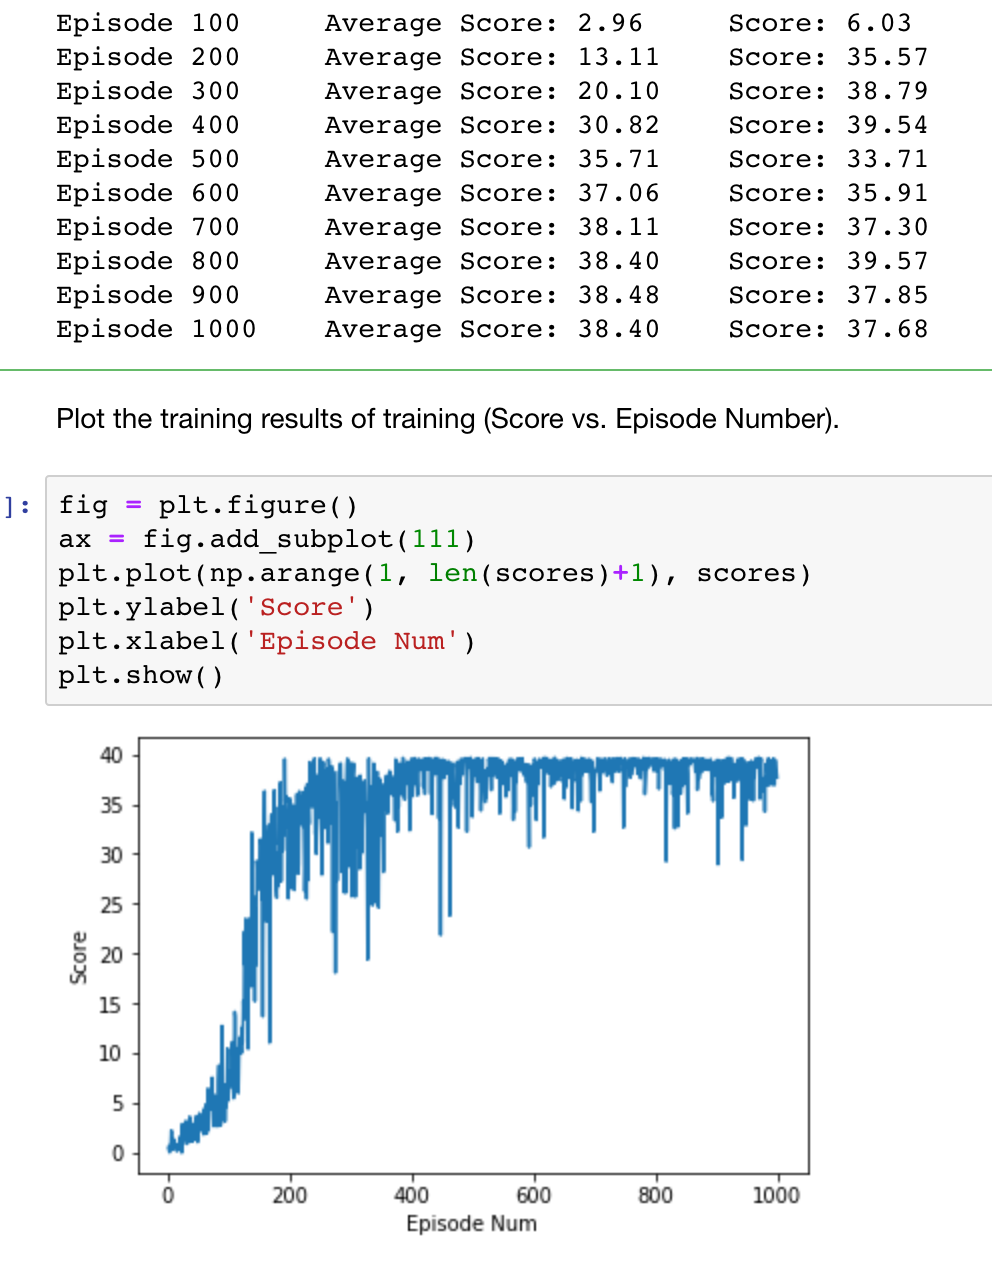 Episode 100 Average Score: 2.96 Score: 6.03
Episode 200 Average Score: 13.11 Score: 35.57
Episode 300 Average Score: 20.10 Score: 38.79
Episode 400 Average Score: 30.82 Score: 39.54
Episode 500 Average Score: 35.71 Score: 33.71
Episode 600 Average Score: 37.06 Score: 35.91
Episode 700 Average Score: 38.11 Score: 37.30
Episode 800 Average Score: 38.40 Score: 39.57
Episode 900 Average Score: 38.48 Score: 37.85
Episode 1000 Average Score: 38.40 Score: 37.68
Plot the training results of training (Score vs. Episode Number).
]: fig = plt.figure()
ax = fig.add_subplot(111)
plt.plot(np.arange(1, len(scores)+1), scores)
plt.ylabel('Score')
plt.xlabel('Episode Num')
plt.show()
40
35
30
25
20
15
10
5
0
Score
0 200 400 600 800 1000
Episode Num